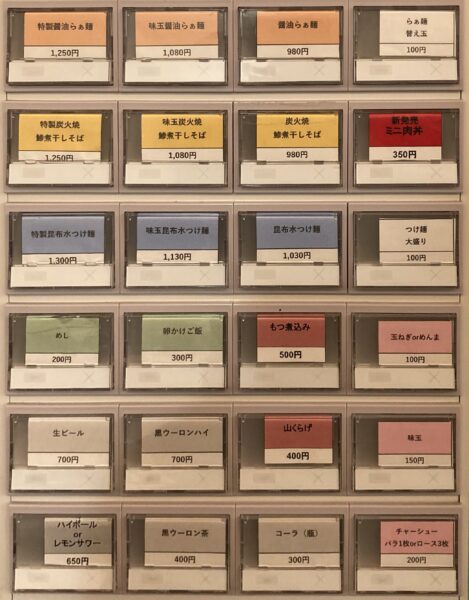 特製醤油らぁ麺
1,250円
味玉醤油らぁ麺
1,080円
醤油らぁ麺
980円
らぁ麺
替え玉
100円
特製炭火焼
鯵煮干しそば
1,250円
味玉炭火焼
鯵煮干しそば
1,080円
炭火焼
鯵煮干しそば
980円
新発売
ミニ肉丼
350円
特製昆布水つけ麺
1,300円
味玉昆布水つけ麺
1,130円
昆布水つけ麺
1,030円
つけ麺
大盛り
100円
めし
200円
卵かけご飯
300円
もつ煮込み
500円
玉ねぎorめんま
100円
生ビール
700円
黒ウーロンハイ
700円
山くらげ
400円
味玉
150円
ハイボール
or
レモンサワー
650円
黒ウーロン茶
400円
コーラ（瓶）
300円
チャーシュー
バラ1枚orロース3枚
200円